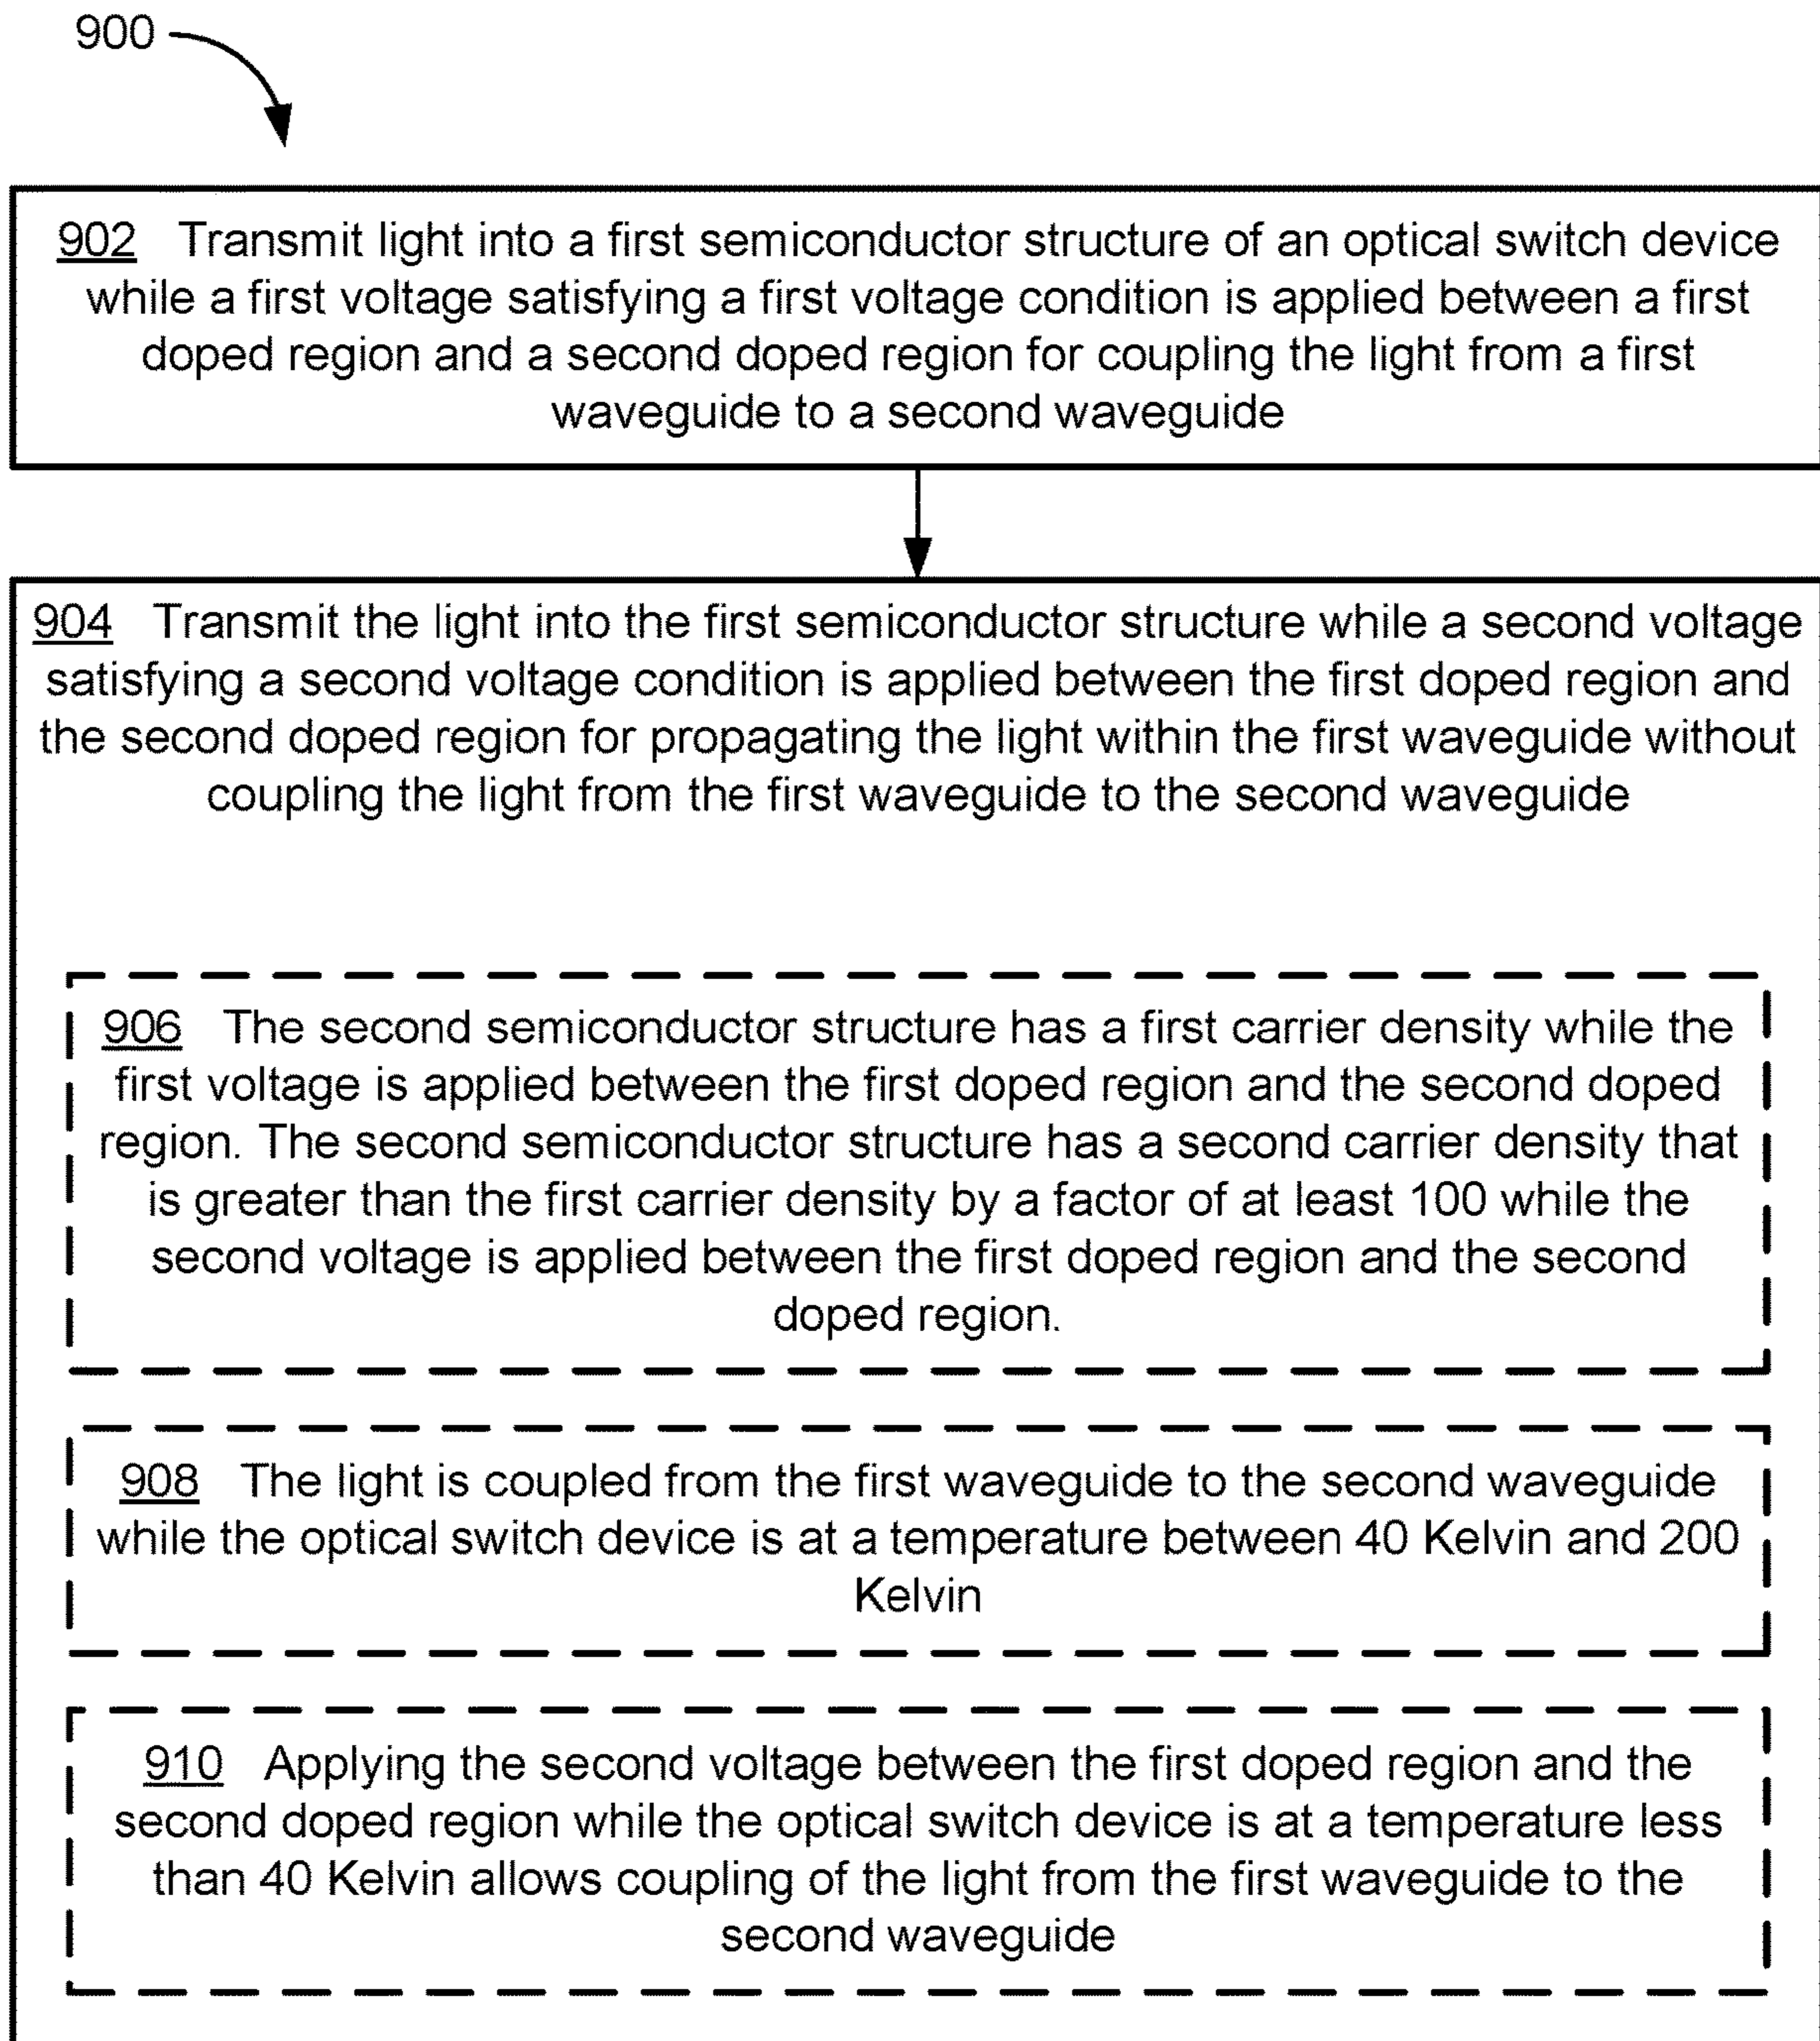 900
902 Transmit light into a first semiconductor structure of an optical switch device
while a first voltage satisfying a first voltage condition is applied between a first
doped region and a second doped region for coupling the light from a first
waveguide to a second waveguide
904 Transmit the light into the first semiconductor structure while a second voltage
satisfying a second voltage condition is applied between the first doped region and
the second doped region for propagating the light within the first waveguide without
coupling the light from the first waveguide to the second waveguide
906 The second semiconductor structure has a first carrier density while the
first voltage is applied between the first doped region and the second doped
region. The second semiconductor structure has a second carrier density that
is greater than the first carrier density by a factor of at least 100 while the
second voltage is applied between the first doped region and the second
doped region.
908 The light is coupled from the first waveguide to the second waveguide
while the optical switch device is at a temperature between 40 Kelvin and 200
Kelvin
910 Applying the second voltage between the first doped region and the
second doped region while the optical switch device is at a temperature less
than 40 Kelvin allows coupling of the light from the first waveguide to the
second waveguide